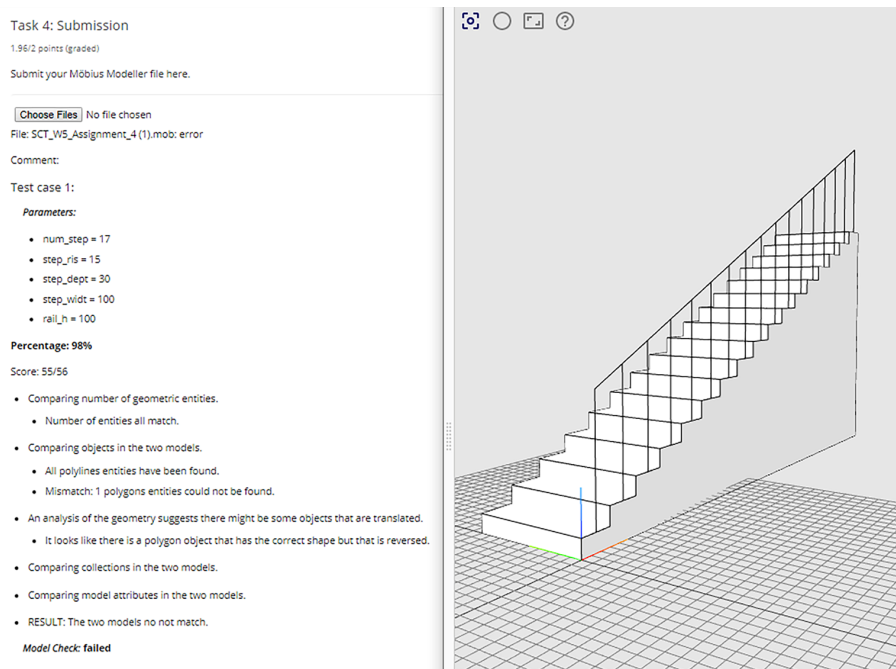 Task 4: Submission
1.96/2 points (graded)
Submit your Möbius Modeller file here.
Choose Files No file chosen
File: SCT_W5_Assignment_4 (1).mob: error
Comment:
Test case 1:
Parameters:
• num_step = 17
• step_ris = 15
• step_dept = 30
• step_widt = 100
• rail_h = 100
Percentage: 98%
Score: 55/56
• Comparing number of geometric entities.
• Number of entities all match.
• Comparing objects in the two models.
• All polylines entities have been found.
• Mismatch: 1 polygons entities could not be found.
• An analysis of the geometry suggests there might be some objects that are translated.
• It looks like there is a polygon object that has the correct shape but that is reversed.
• Comparing collections in the two models.
• Comparing model attributes in the two models.
• RESULT: The two models no not match.
Model Check: failed